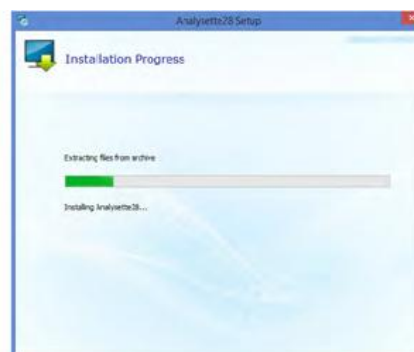 Analysette28 Setup
Installation Progress
Extracting files from archive
Installing Analysette28...